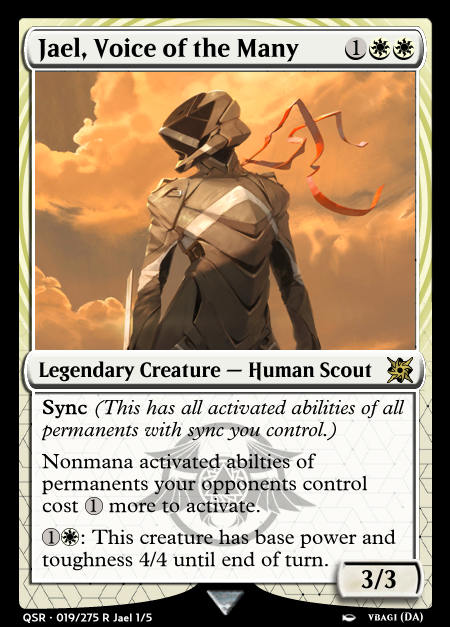 Jael, Voice of the Many 1
Legendary Creature — Human Scout
Sync (This has all activated abilities of all
permanents with sync you control.)
Nonmana activated abilties of
permanents your opponents control
cost 1 more to activate.
1: This creature has base power and
toughness 4/4 until end of turn.
3/3
QSR · 019/275 R Jael 1/5
VBAGI (DA)